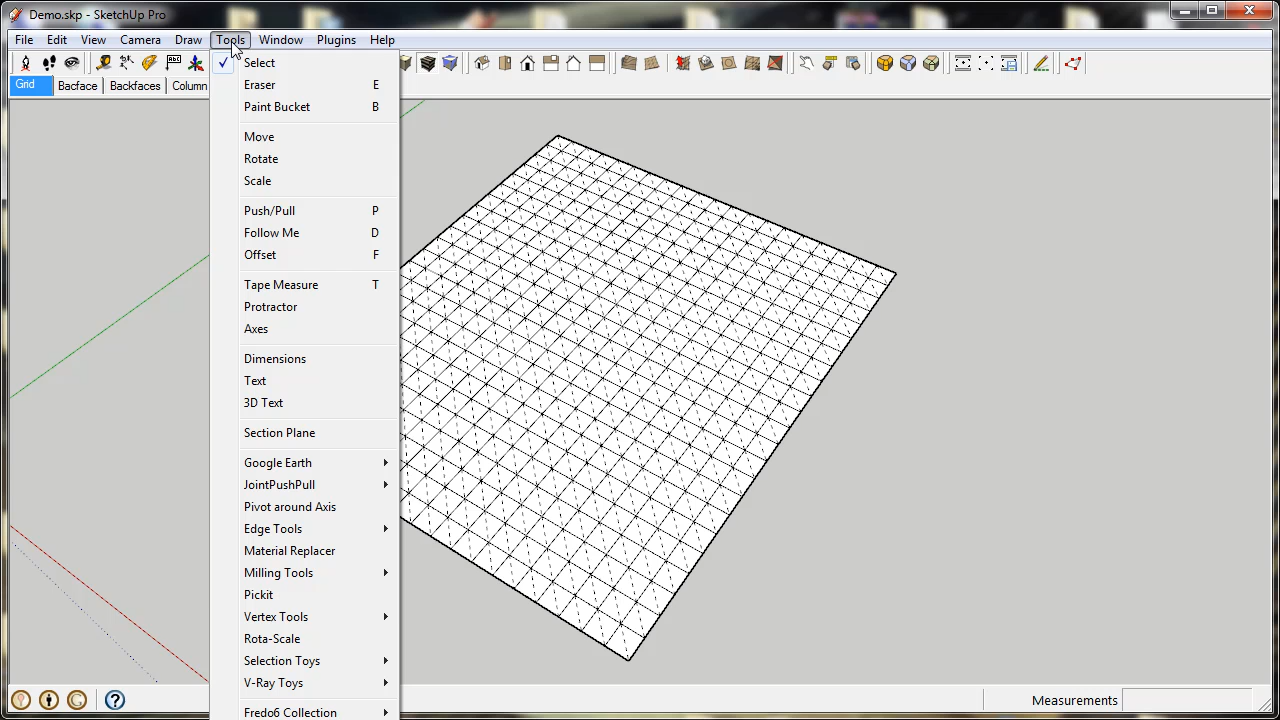 Demo.skp - SketchUp Pro
File Edit View Camera Draw Tools Window Plugins Help
Grid Bacface Backfaces Column
Select
Eraser E
Paint Bucket B
Move
Rotate
Scale
Push/Pull P
Follow Me D
Offset F
Tape Measure T
Protractor
Axes
Dimensions
Text
3D Text
Section Plane
Google Earth
JointPushPull
Pivot around Axis
Edge Tools
Material Replacer
Milling Tools
Pickit
Vertex Tools
Rota-Scale
Selection Toys
V-Ray Toys
Fredo6 Collection
Measurements